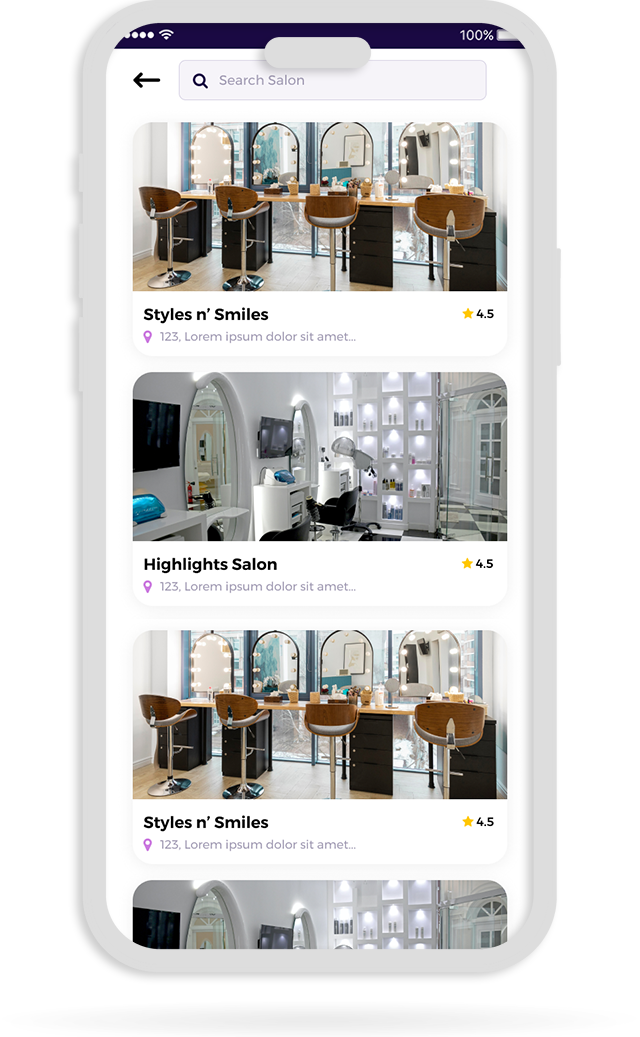 100%
Search Salon
Styles n’ Smiles
4.5
123, Lorem ipsum dolor sit amet...
Highlights Salon
4.5
123, Lorem ipsum dolor sit amet...
Styles n’ Smiles
4.5
123, Lorem ipsum dolor sit amet...